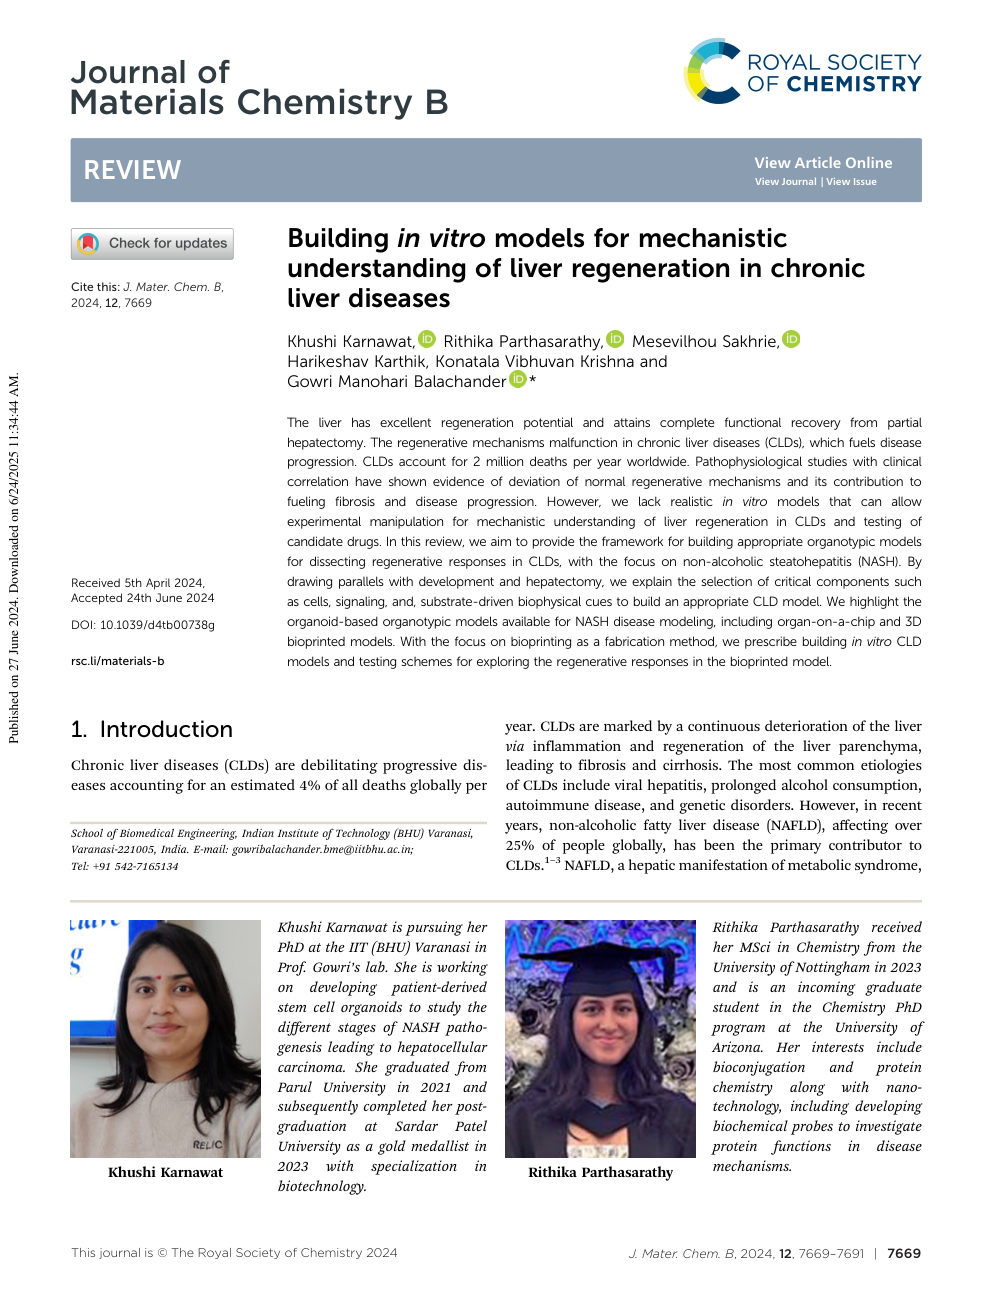 Journal of
Materials Chemistry B
ROYAL SOCIETY
OF CHEMISTRY
REVIEW
View Article Online
View Journal | View Issue
Check for updates
Cite this: J. Mater. Chem. B,
2024, 12, 7669
Building in vitro models for mechanistic
understanding of liver regeneration in chronic
liver diseases
Khushi Karnawat, iD Rithika Parthasarathy, iD Mesevilhou Sakhrie, iD
Harikeshav Karthik, Konatala Vibhuvan Krishna and
Gowri Manohari Balachander iD *
The liver has excellent regeneration potential and attains complete functional recovery from partial
hepatectomy. The regenerative mechanisms malfunction in chronic liver diseases (CLDs), which fuels disease
progression. CLDs account for 2 million deaths per year worldwide. Pathophysiological studies with clinical
correlation have shown evidence of deviation of normal regenerative mechanisms and its contribution to
fueling fibrosis and disease progression. However, we lack realistic in vitro models that can allow
experimental manipulation for mechanistic understanding of liver regeneration in CLDs and testing of
candidate drugs. In this review, we aim to provide the framework for building appropriate organotypic models
for dissecting regenerative responses in CLDs, with the focus on non-alcoholic steatohepatitis (NASH). By
drawing parallels with development and hepatectomy, we explain the selection of critical components such
as cells, signaling, and, substrate-driven biophysical cues to build an appropriate CLD model. We highlight the
organoid-based organotypic models available for NASH disease modeling, including organ-on-a-chip and 3D
bioprinted models. With the focus on bioprinting as a fabrication method, we prescribe building in vitro CLD
models and testing schemes for exploring the regenerative responses in the bioprinted model.
Received 5th April 2024,
Accepted 24th June 2024
DOI: 10.1039/d4tb00738g
rsc.li/materials-b
Published on 27 June 2024. Downloaded on 6/24/2025 11:34:44 AM.
1. Introduction
Chronic liver diseases (CLDs) are debilitating progressive dis-
eases accounting for an estimated 4% of all deaths globally per
School of Biomedical Engineering, Indian Institute of Technology (BHU) Varanasi,
Varanasi-221005, India. E-mail: gowribalachander.bme@iitbhu.ac.in;
Tel: +91 542-7165134
year. CLDs are marked by a continuous deterioration of the liver
via inflammation and regeneration of the liver parenchyma,
leading to fibrosis and cirrhosis. The most common etiologies
of CLDs include viral hepatitis, prolonged alcohol consumption,
autoimmune disease, and genetic disorders. However, in recent
years, non-alcoholic fatty liver disease (NAFLD), affecting over
25% of people globally, has been the primary contributor to
CLDs.1–3 NAFLD, a hepatic manifestation of metabolic syndrome,
RELIC
Khushi Karnawat
Khushi Karnawat is pursuing her
PhD at the IIT (BHU) Varanasi in
Prof. Gowri's lab. She is working
on developing patient-derived
stem cell organoids to study the
different stages of NASH patho-
genesis leading to hepatocellular
carcinoma. She graduated from
Parul University in 2021 and
subsequently completed her post-
graduation at Sardar Patel
University as a gold medallist in
2023 with specialization in
biotechnology.
Rithika Parthasarathy
Rithika Parthasarathy received
her MSci in Chemistry from the
University of Nottingham in 2023
and is an incoming graduate
student in the Chemistry PhD
program at the University of
Arizona. Her interests include
bioconjugation and protein
chemistry along with nano-
technology, including developing
biochemical probes to investigate
protein functions in disease
mechanisms.
This journal is © The Royal Society of Chemistry 2024
J. Mater. Chem. B, 2024, 12, 7669–7691 | 7669